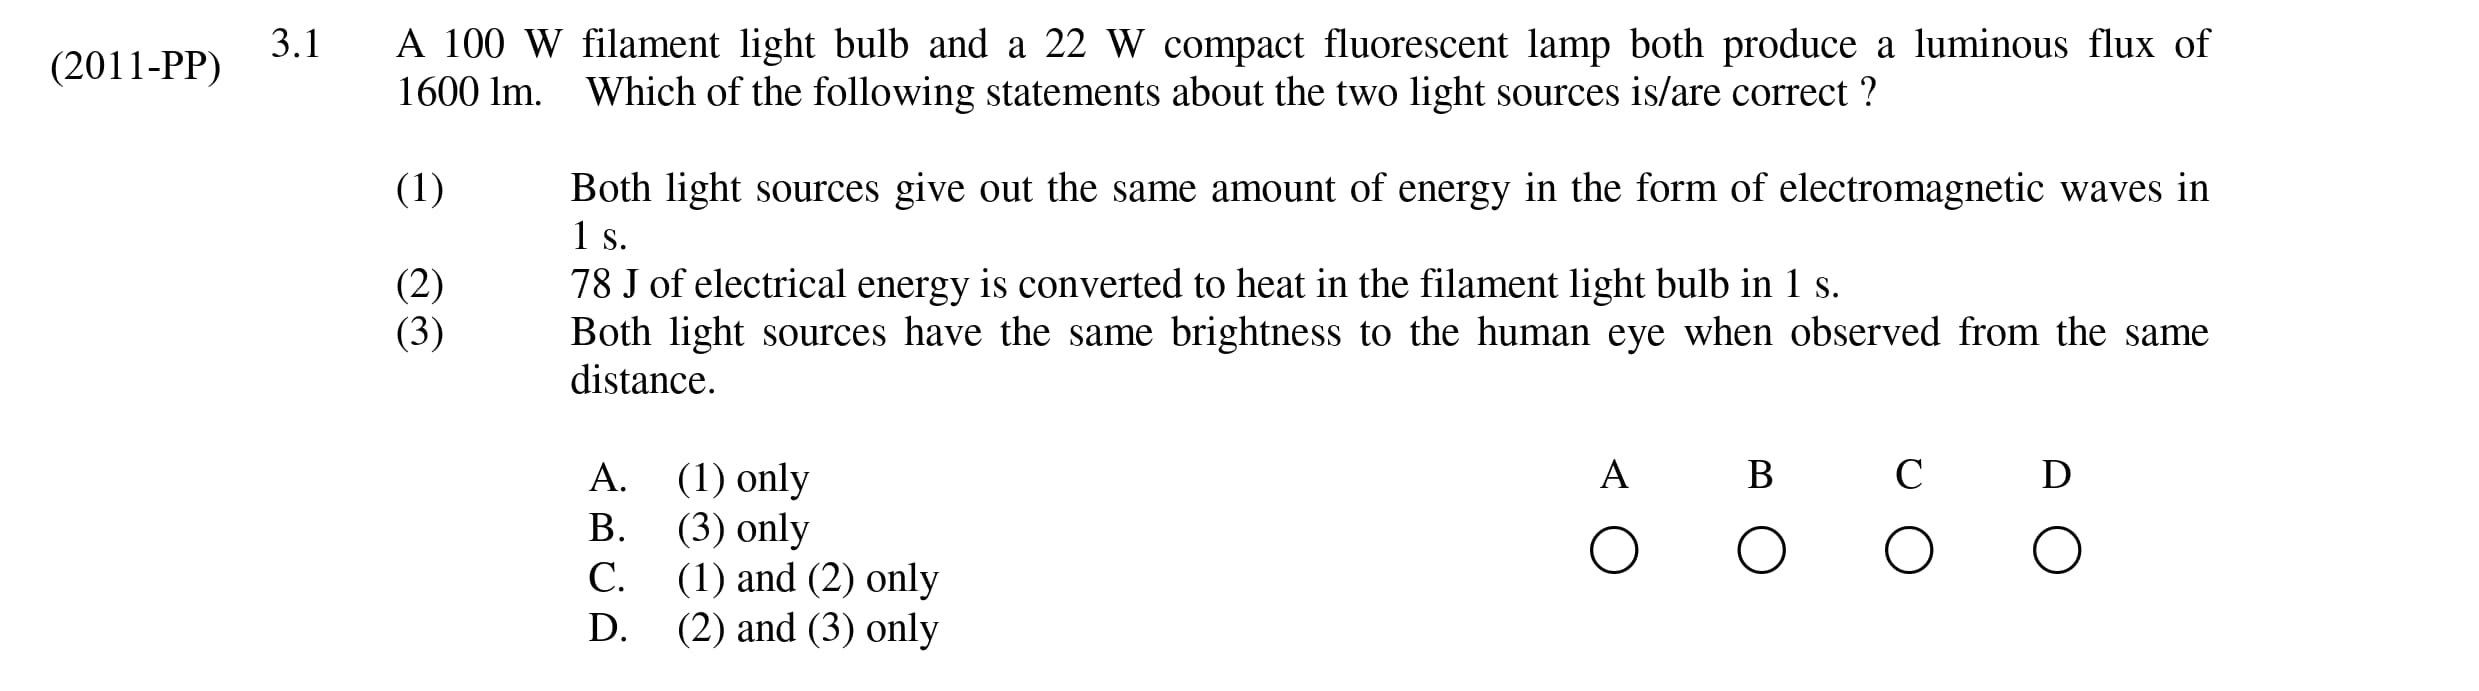 (2011-PP) 3.1 A 100 W filament light bulb and a 22 W compact fluorescent lamp both produce a luminous flux of
1600 lm. Which of the following statements about the two light sources is/are correct ?
(1) Both light sources give out the same amount of energy in the form of electromagnetic waves in
1 s.
(2) 78 J of electrical energy is converted to heat in the filament light bulb in 1 s.
(3) Both light sources have the same brightness to the human eye when observed from the same
distance.
A. (1) only
B. (3) only
C. (1) and (2) only
D. (2) and (3) only
A B C D